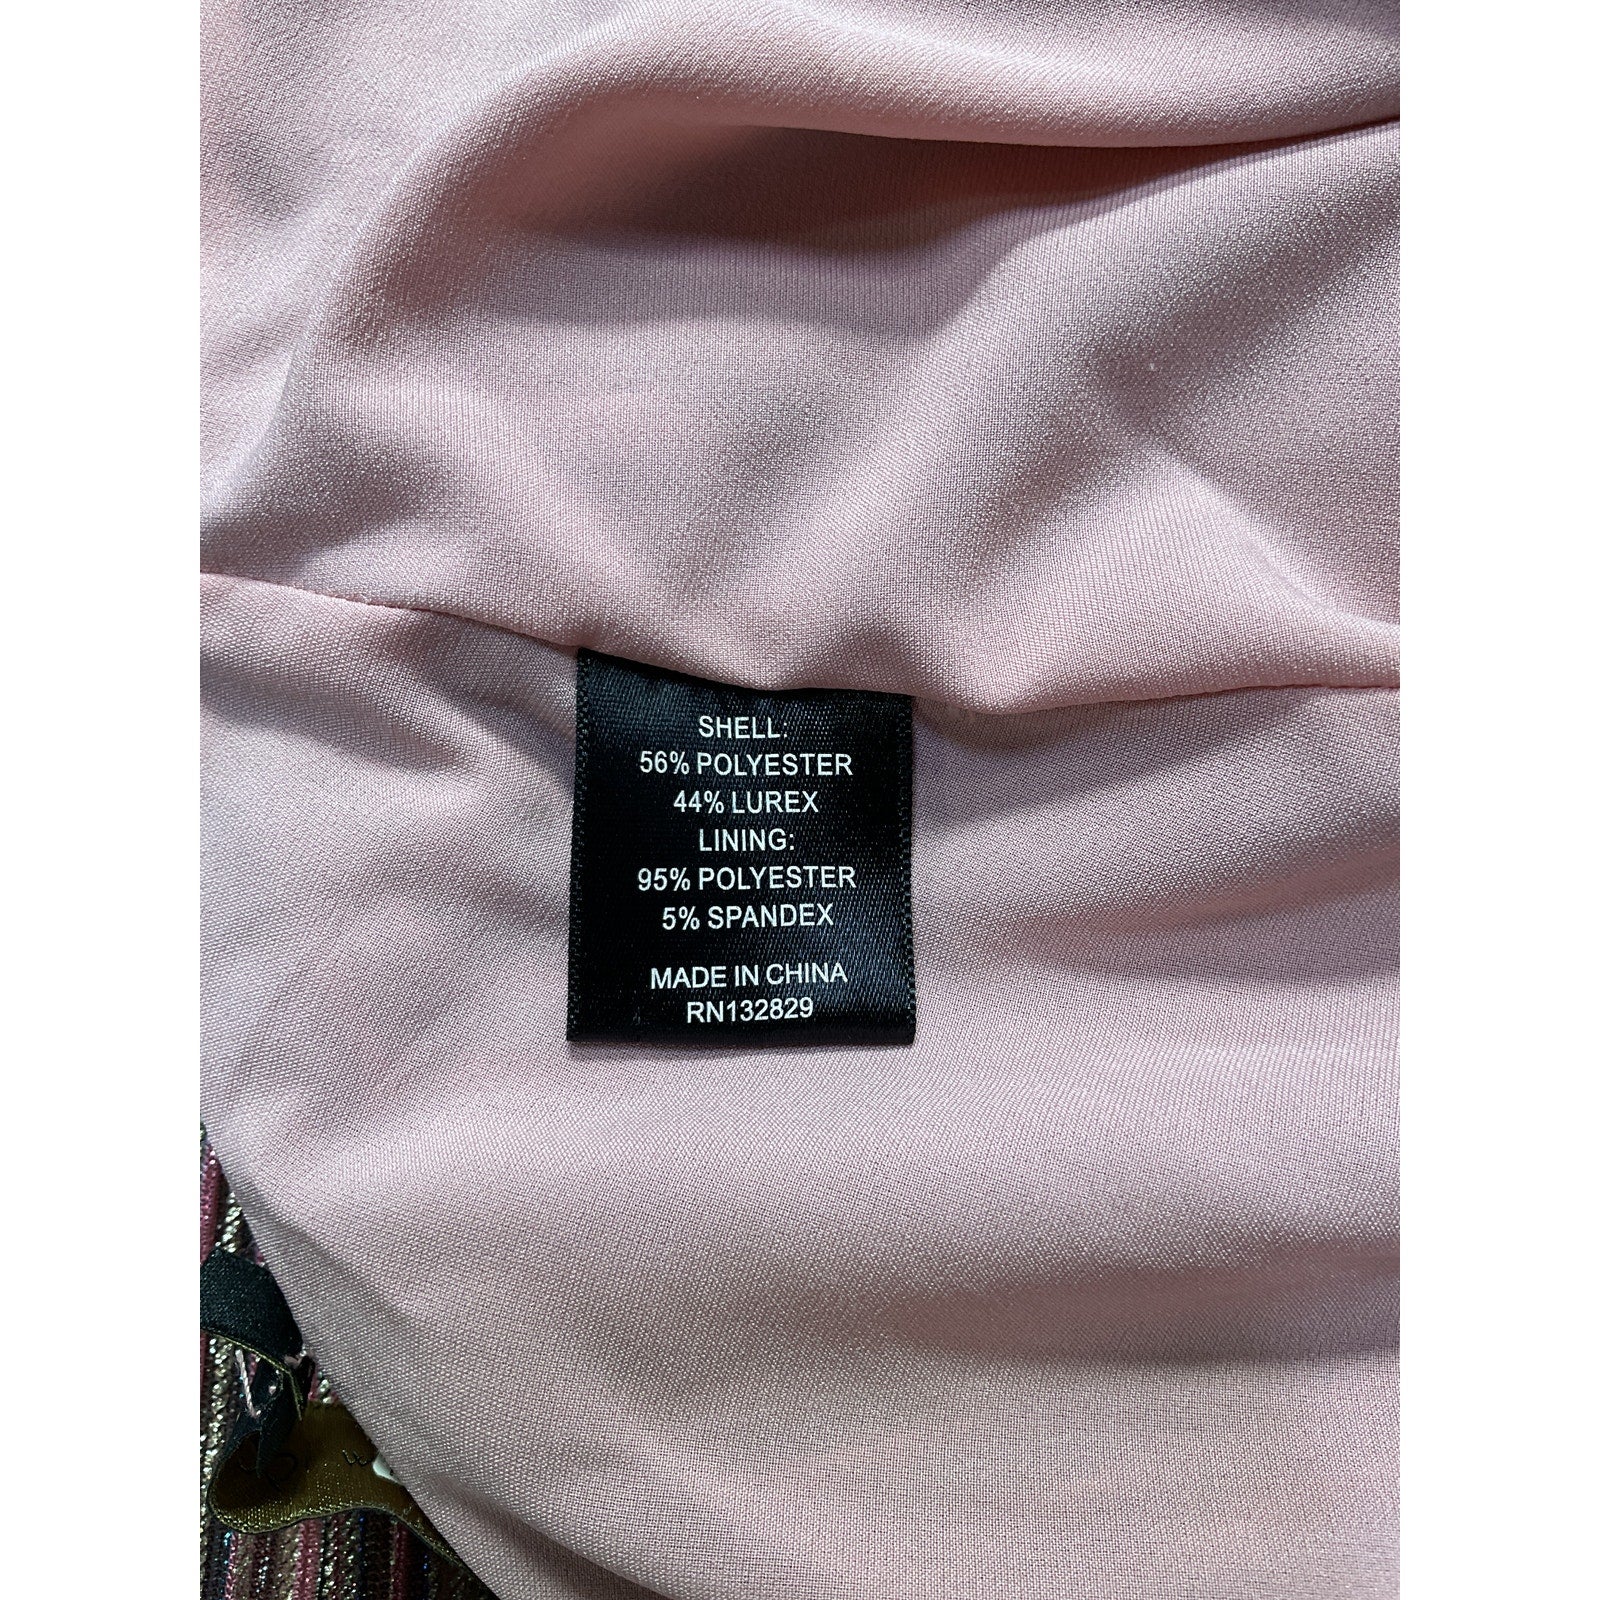 SHELL:
56% POLYESTER
44% LUREX
LINING:
95% POLYESTER
5% SPANDEX
MADE IN CHINA
RN132829